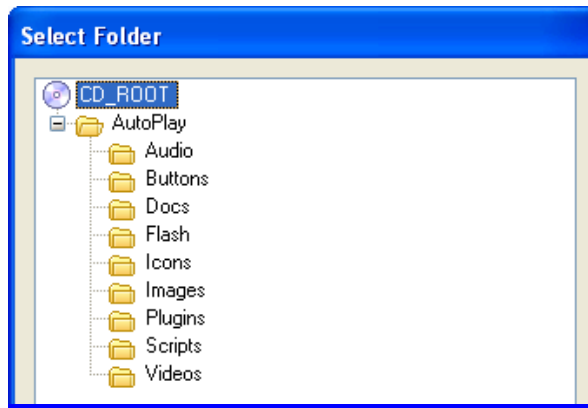 Select Folder
CD_ROOT
AutoPlay
Audio
Buttons
Docs
Flash
Icons
Images
Plugins
Scripts
Videos